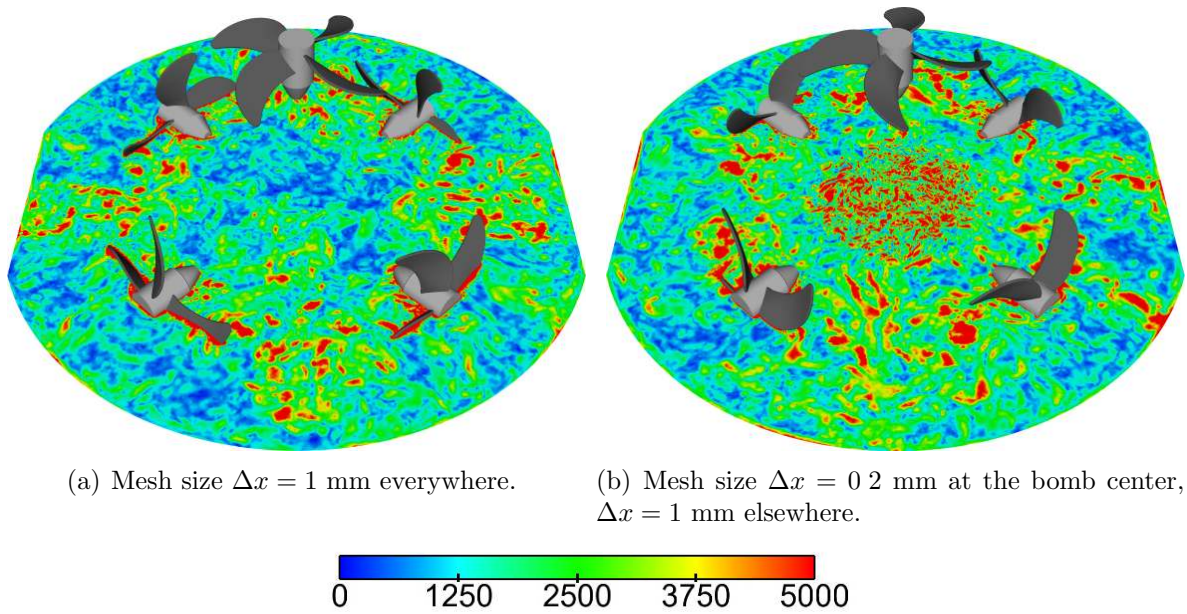 (a) Mesh size Δx = 1 mm everywhere.
(b) Mesh size Δx = 0 2 mm at the bomb center,
Δx = 1 mm elsewhere.
0 1250 2500 3750 5000